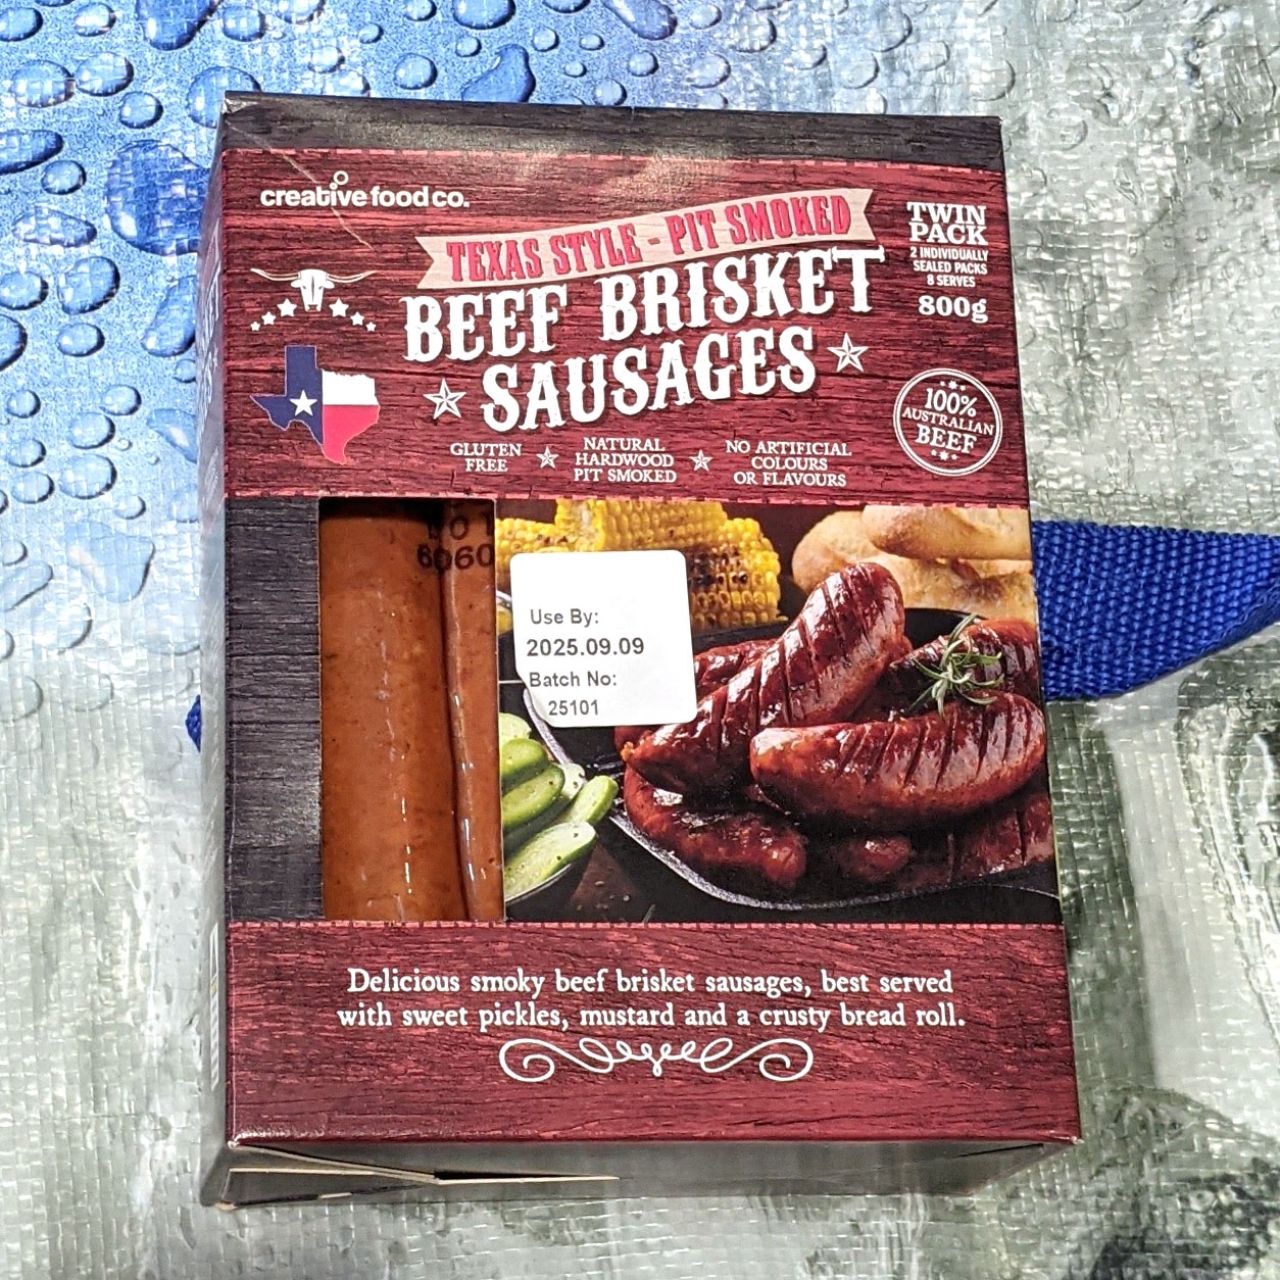 creative food co.
TEXAS STYLE - PIT SMOKED
BEEF BRISKET
SAUSAGES
TWIN
PACK
2 INDIVIDUALLY
SEALED PACKS
8 SERVES
800g
100%
AUSTRALIAN
BEEF
GLUTEN
FREE
NATURAL
HARDWOOD
PIT SMOKED
NO ARTIFICIAL
COLOURS
OR FLAVOURS
Use By:
2025.09.09
Batch No:
25101
Delicious smoky beef brisket sausages, best served
with sweet pickles, mustard and a crusty bread roll.